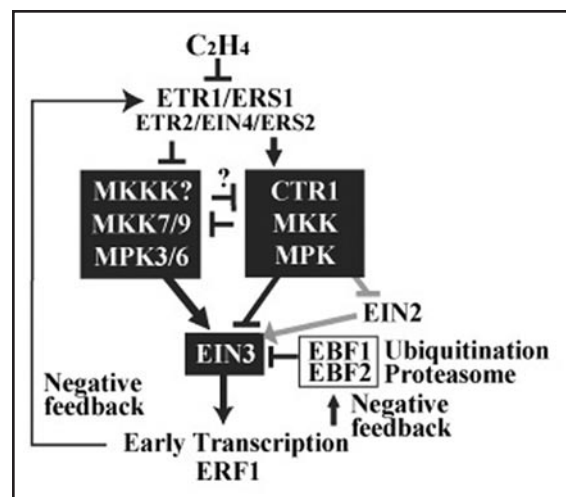 C₂H₄
ETR1/ERS1
ETR2/EIN4/ERS2
?
MKKK?
MKK7/9
MPK3/6
CTR1
MKK
MPK
EIN2
EIN3
EBF1
EBF2
Ubiquitination
Proteasome
Negative
feedback
Negative
feedback
Early Transcription
ERF1